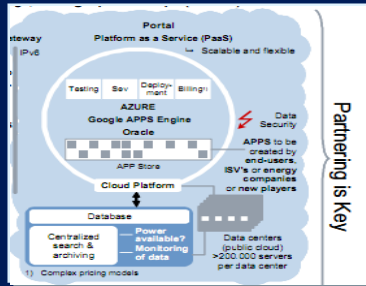 Portal
Platform as a Service (PaaS)
ateway
IPv6
Scalable and flexible
Testing
Sev
Deploy-
ment
Billing1)
AZURE
Google APPS Engine
Oracle
APP Store
Cloud Platform
Data
Security
APPS to be
created by
end-users,
ISV's or energy
companies
or new players
Database
Centralized
search &
archiving
Power
available?
Monitoring
of data
Data centers
(public cloud)
>200.000 servers
per data center
1) Complex pricing models
Partnering is Key